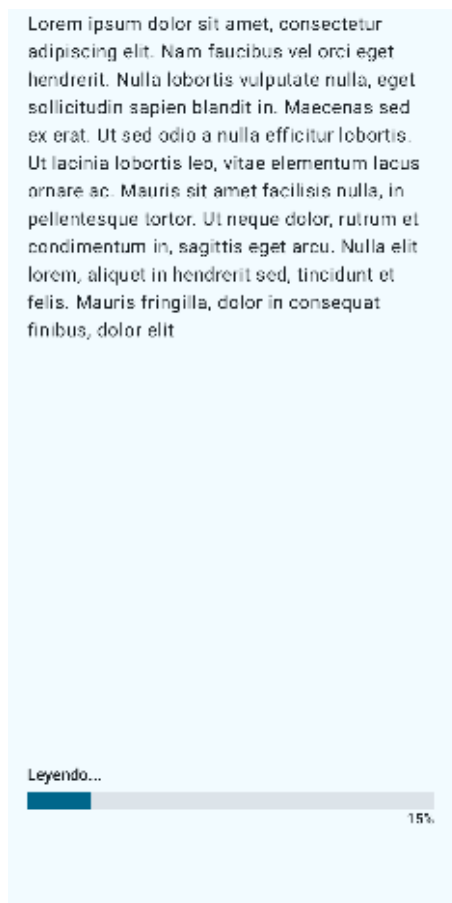 Lorem ipsum dolor sit amet, consectetur
adipiscing elit. Nam faucibus vel orci eget
hendrerit. Nulla lobortis vulputate nulla, eget
sollicitudin sapien blandit in. Maecenas sed
ex erat. Ut sed odio a nulla efficitur lobortis.
Ut lacinia lobortis leo, vitae elementum lacus
ornare ac. Mauris sit amet facilisis nulla, in
pellentesque tortor. Ut neque dolor, rutrum et
condimentum in, sagittis eget arcu. Nulla elit
lorem, aliquet in hendrerit sed, tincidunt et
felis. Mauris fringilla, dolor in consequat
finibus, dolor elit
Leyendo...
15%